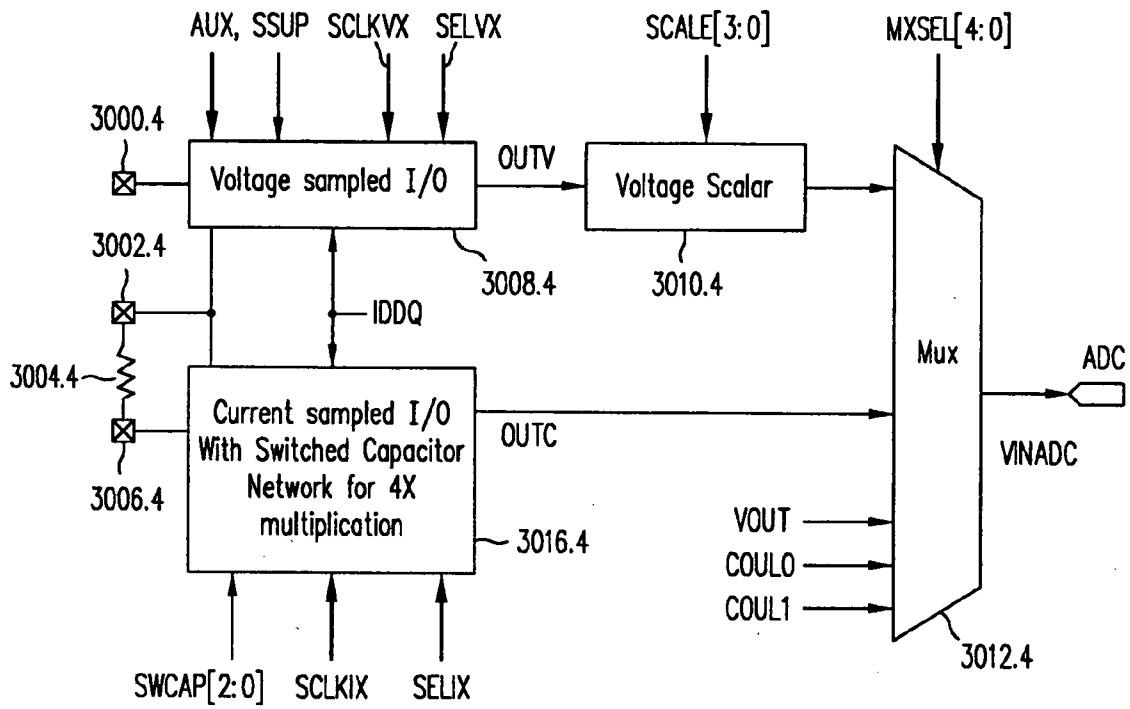 AUX, SSUP SCLKVX SELVX SCALE[3:0] MXSEL[4:0]
3000.4
Voltage sampled I/O
OUTV
Voltage Scalar
3002.4
3008.4
3010.4
IDDQ
3004.4
Mux
ADC
Current sampled I/O
With Switched Capacitor
Network for 4X
multiplication
OUTC
VINADC
3006.4
3016.4
VOUT
COUL0
COUL1
3012.4
SWCAP[2:0] SCLKIX SELIX